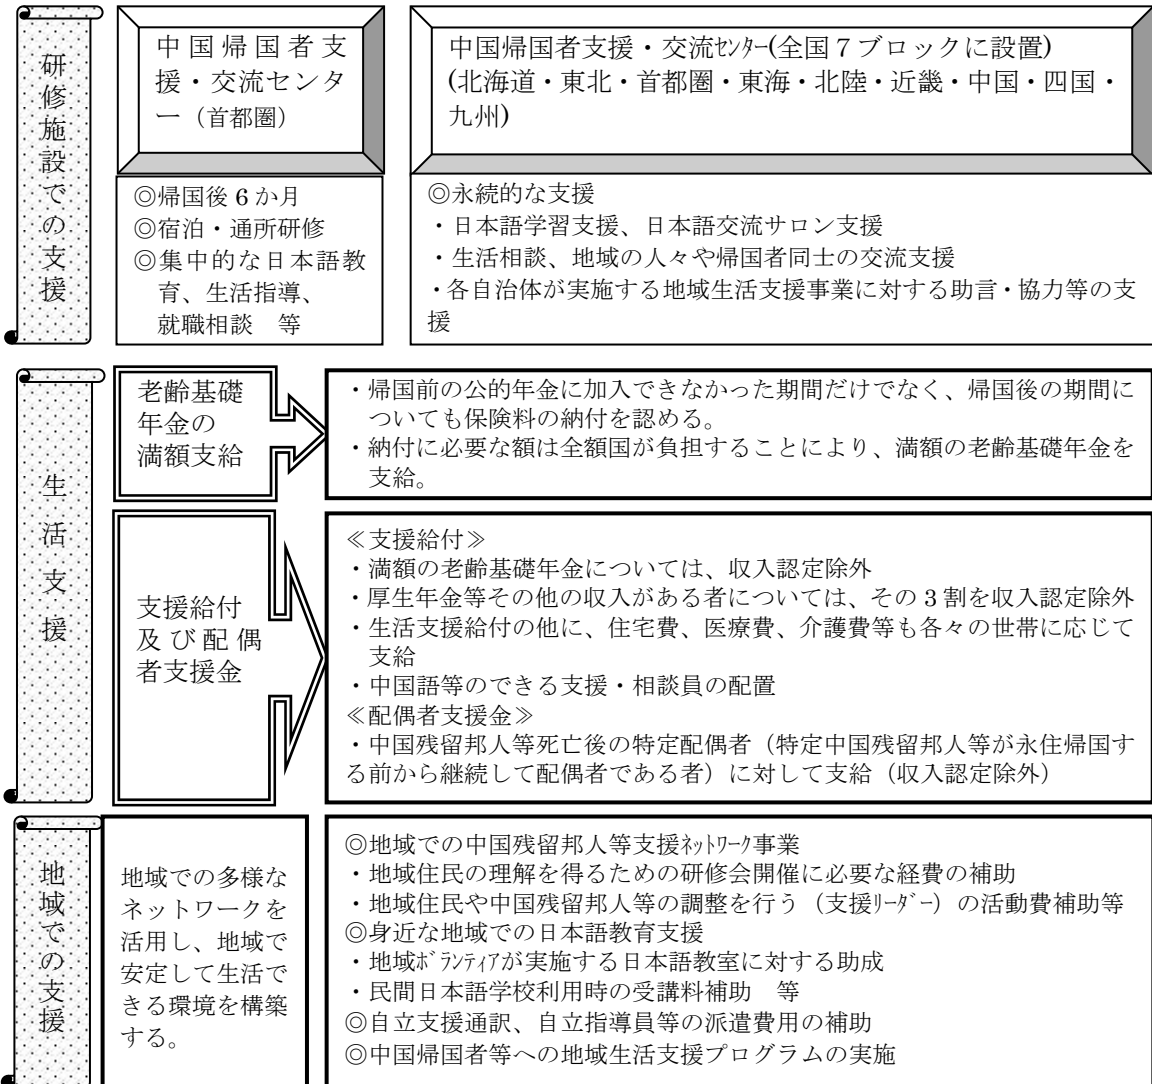 研修施設での支援
中国帰国者支
援・交流センタ
ー（首都圏）
◎帰国後6か月
◎宿泊・通所研修
◎集中的な日本語教
育、生活指導、
就職相談　等
中国帰国者支援・交流ｾﾝﾀｰ(全国7ブロックに設置)
(北海道・東北・首都圏・東海・北陸・近畿・中国・四国・
九州)
◎永続的な支援
・日本語学習支援、日本語交流サロン支援
・生活相談、地域の人々や帰国者同士の交流支援
・各自治体が実施する地域生活支援事業に対する助言・協力等の支
援
生活支援
老齢基礎
年金の
満額支給
・帰国前の公的年金に加入できなかった期間だけでなく、帰国後の期間に
ついても保険料の納付を認める。
・納付に必要な額は全額国が負担することにより、満額の老齢基礎年金を
支給。
支援給付
及び配偶
者支援金
≪支援給付≫
・満額の老齢基礎年金については、収入認定除外
・厚生年金等その他の収入がある者については、その3割を収入認定除外
・生活支援給付の他に、住宅費、医療費、介護費等も各々の世帯に応じて
支給
・中国語等のできる支援・相談員の配置
≪配偶者支援金≫
・中国残留邦人等死亡後の特定配偶者（特定中国残留邦人等が永住帰国す
る前から継続して配偶者である者）に対して支給（収入認定除外）
地域での支援
地域での多様な
ネットワークを
活用し、地域で
安定して生活で
きる環境を構築
する。
◎地域での中国残留邦人等支援ﾈｯﾄﾜｰｸ事業
・地域住民の理解を得るための研修会開催に必要な経費の補助
・地域住民や中国残留邦人等の調整を行う（支援ﾘｰﾀﾞｰ）の活動費補助等
◎身近な地域での日本語教育支援
・地域ﾎﾞﾗﾝﾃｨｱが実施する日本語教室に対する助成
・民間日本語学校利用時の受講料補助　等
◎自立支援通訳、自立指導員等の派遣費用の補助
◎中国帰国者等への地域生活支援プログラムの実施